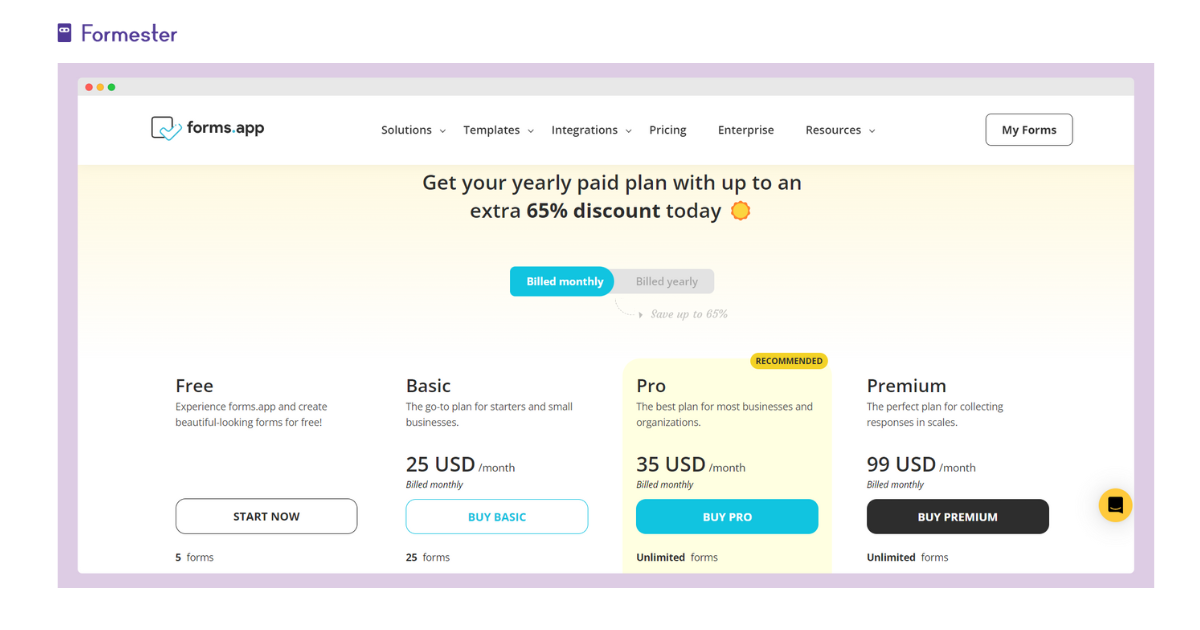 Formester
forms.app
Solutions
Templates
Integrations
Pricing
Enterprise
Resources
My Forms
Get your yearly paid plan with up to an
extra 65% discount today
Billed monthly
Billed yearly
Save up to 65%
Free
Experience forms.app and create
beautiful-looking forms for free!
START NOW
5 forms
Basic
The go-to plan for starters and small
businesses.
25 USD /month
Billed monthly
BUY BASIC
25 forms
RECOMMENDED
Pro
The best plan for most businesses and
organizations.
35 USD /month
Billed monthly
BUY PRO
Unlimited forms
Premium
The perfect plan for collecting
responses in scales.
99 USD /month
Billed monthly
BUY PREMIUM
Unlimited forms